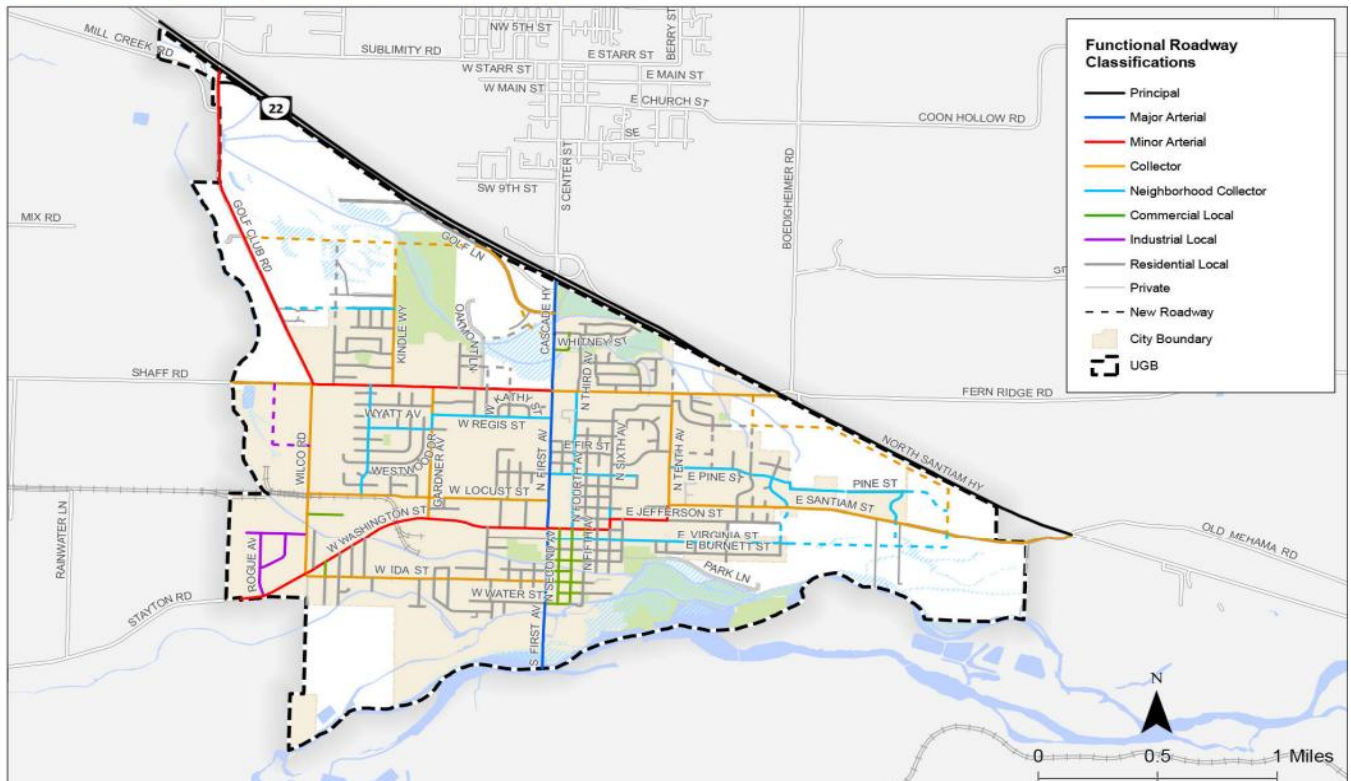 MILL CREEK RD
SUBLIMITY RD
NW 5TH ST
BERRY ST
E STARR ST
W STARR ST
E MAIN ST
W MAIN ST
E CHURCH ST
COON HOLLOW RD
22
SE
SW 9TH ST
S CENTER ST
BOEDIGHEIMER RD
MIX RD
GOLF CLUB RD
GOLF LN
CASCADE HY
OAKMONT LN
KINDLE WY
WHITNEY ST
N THIRD AV
SHAFF RD
FERN RIDGE RD
W KATHY ST
WYATT AV
W REGIS ST
WESTWOOD DR
GARDNER AV
N FIRST AV
E FIR ST
N FOURTH AV
N SIXTH AV
N TENTH AV
NORTH SANTIAM HY
WILCO RD
E PINE ST
PINE ST
W LOCUST ST
E SANTIAM ST
RAINWATER LN
W WASHINGTON ST
E JEFFERSON ST
OLD MEHAMA RD
N FIFTH AV
E VIRGINIA ST
E BURNETT ST
N SECOND AV
ROGUE AV
W IDA ST
PARK LN
W WATER ST
STAYTON RD
S FIRST AV
Functional Roadway
Classifications
Principal
Major Arterial
Minor Arterial
Collector
Neighborhood Collector
Commercial Local
Industrial Local
Residential Local
Private
New Roadway
City Boundary
UGB
N
0 0.5 1 Miles